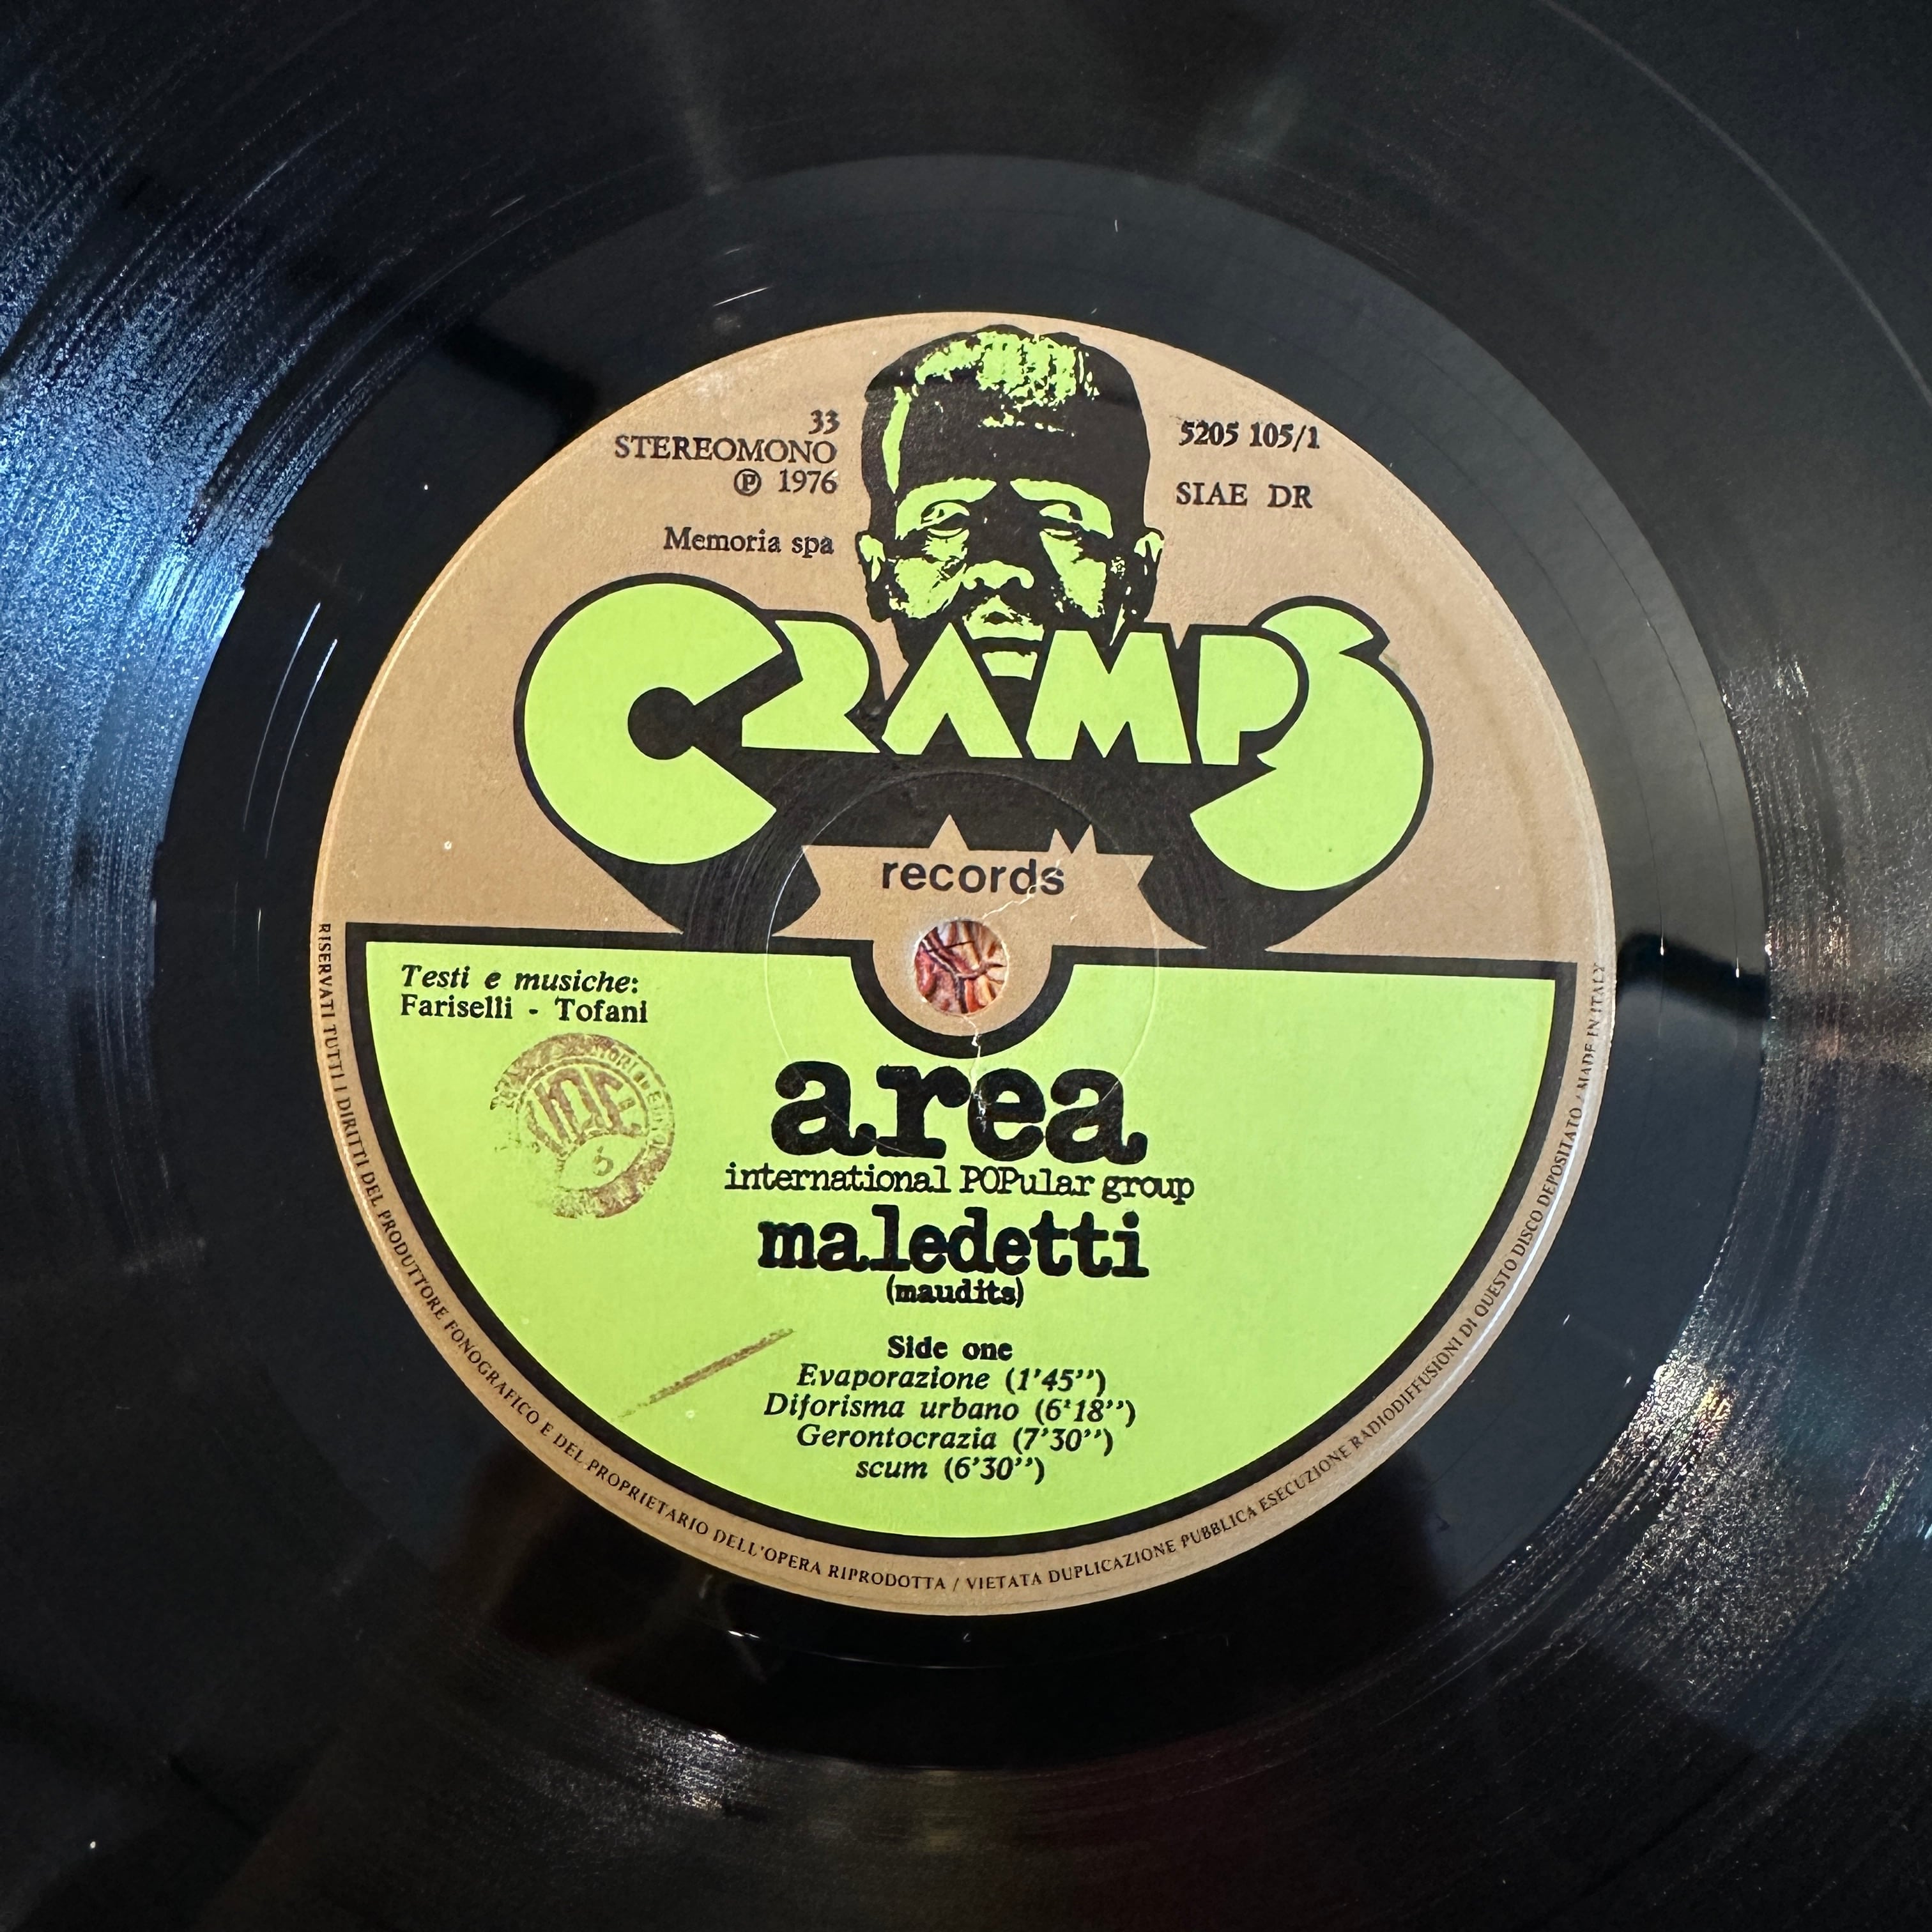 33
STEREOMONO
Ⓟ 1976
Memoria spa
5205 105/1
SIAE DR
CRAMPS
records
Testi e musiche:
Fariselli - Tofani
area
international POPular group
maledetti
(maudits)
Side one
Evaporazione (1'45'')
Diforisma urbano (6'18'')
Gerontocrazia (7'30'')
scum (6'30'')
RISERVATI TUTTI I DIRITTI DEL PRODUTTORE FONOGRAFICO E DEL PROPRIETARIO DELL'OPERA RIPRODOTTA / VIETATA DUPLICAZIONE PUBBLICA ESECUZIONE RADIODIFFUSIONI DI QUESTO DISCO DEPOSITATO / MADE IN ITALY